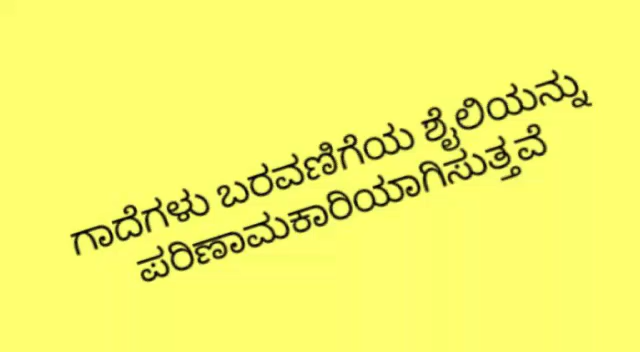 ಗಾದೆಗಳು ಬರವಣಿಗೆಯ ಶೈಲಿಯನ್ನು
ಪರಿಣಾಮಕಾರಿಯಾಗಿಸುತ್ತವೆ